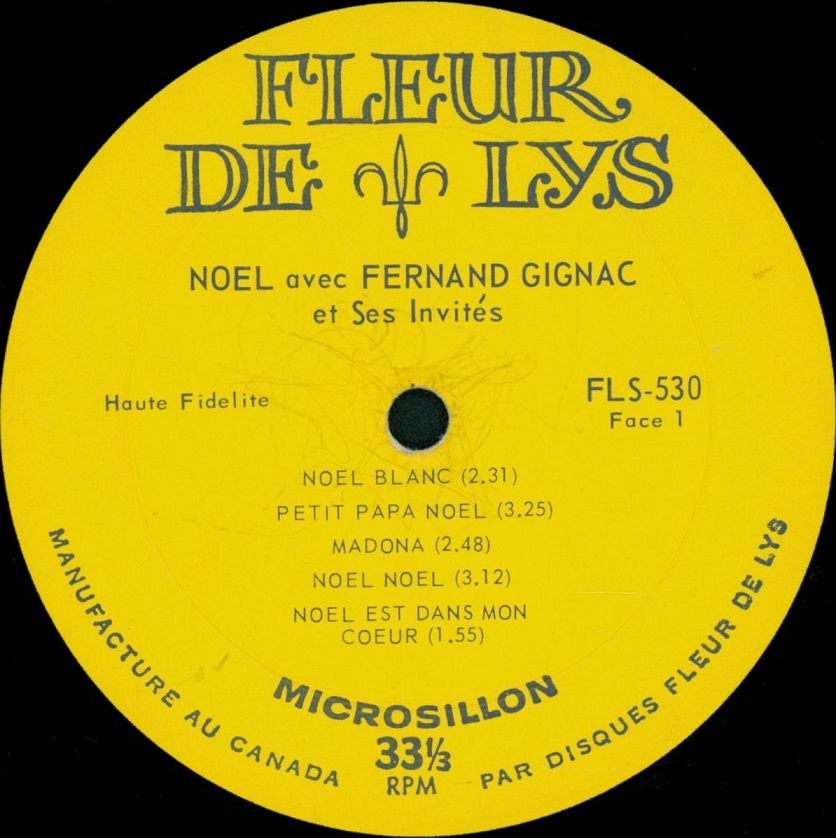 FLEUR
DE LYS
NOEL avec FERNAND GIGNAC
et Ses Invités
Haute Fidelite
FLS-530
Face 1
NOEL BLANC (2.31)
PETIT PAPA NOEL (3.25)
MADONA (2.48)
NOEL NOEL (3.12)
NOEL EST DANS MON
COEUR (1.55)
MICROSILLON
33⅓
RPM
MANUFACTURE AU CANADA PAR DISQUES FLEUR DE LYS